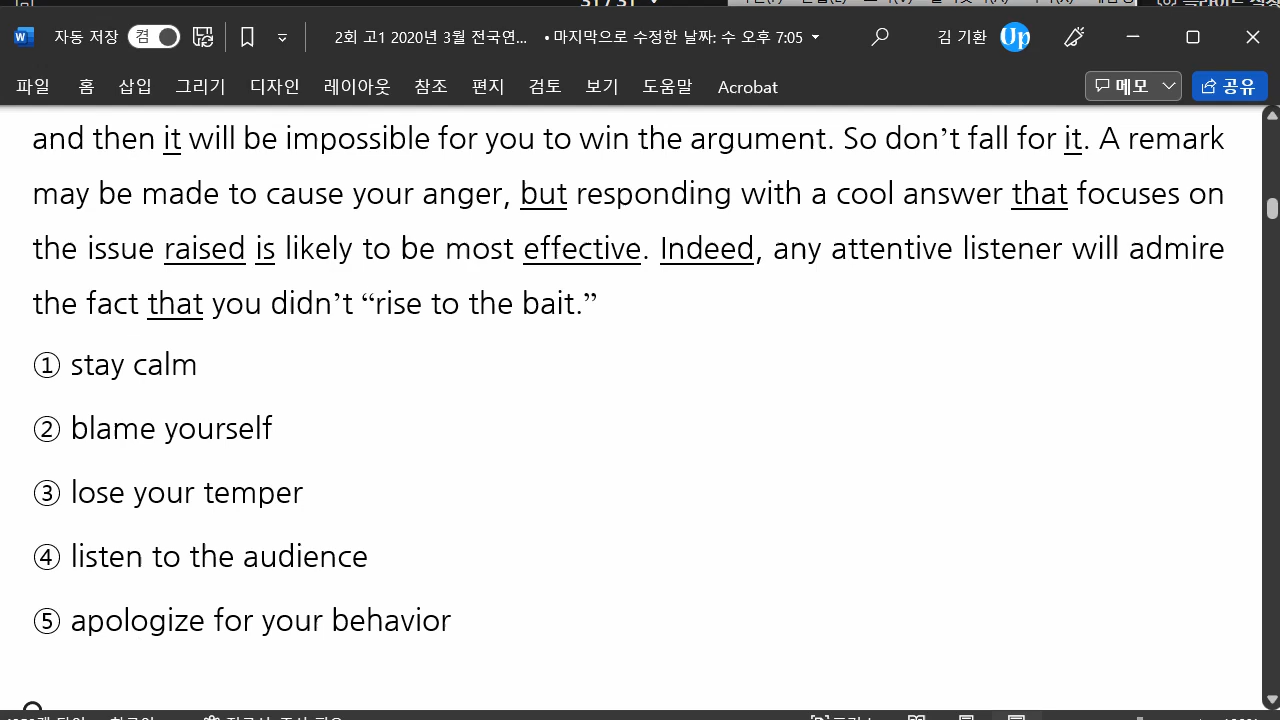 자동 저장 켬 2회 고1 2020년 3월 전국연... • 마지막으로 수정한 날짜: 수 오후 7:05 김 기환 Up
파일 홈 삽입 그리기 디자인 레이아웃 참조 편지 검토 보기 도움말 Acrobat 메모 공유
and then it will be impossible for you to win the argument. So don’t fall for it. A remark
may be made to cause your anger, but responding with a cool answer that focuses on
the issue raised is likely to be most effective. Indeed, any attentive listener will admire
the fact that you didn’t “rise to the bait.”
① stay calm
② blame yourself
③ lose your temper
④ listen to the audience
⑤ apologize for your behavior